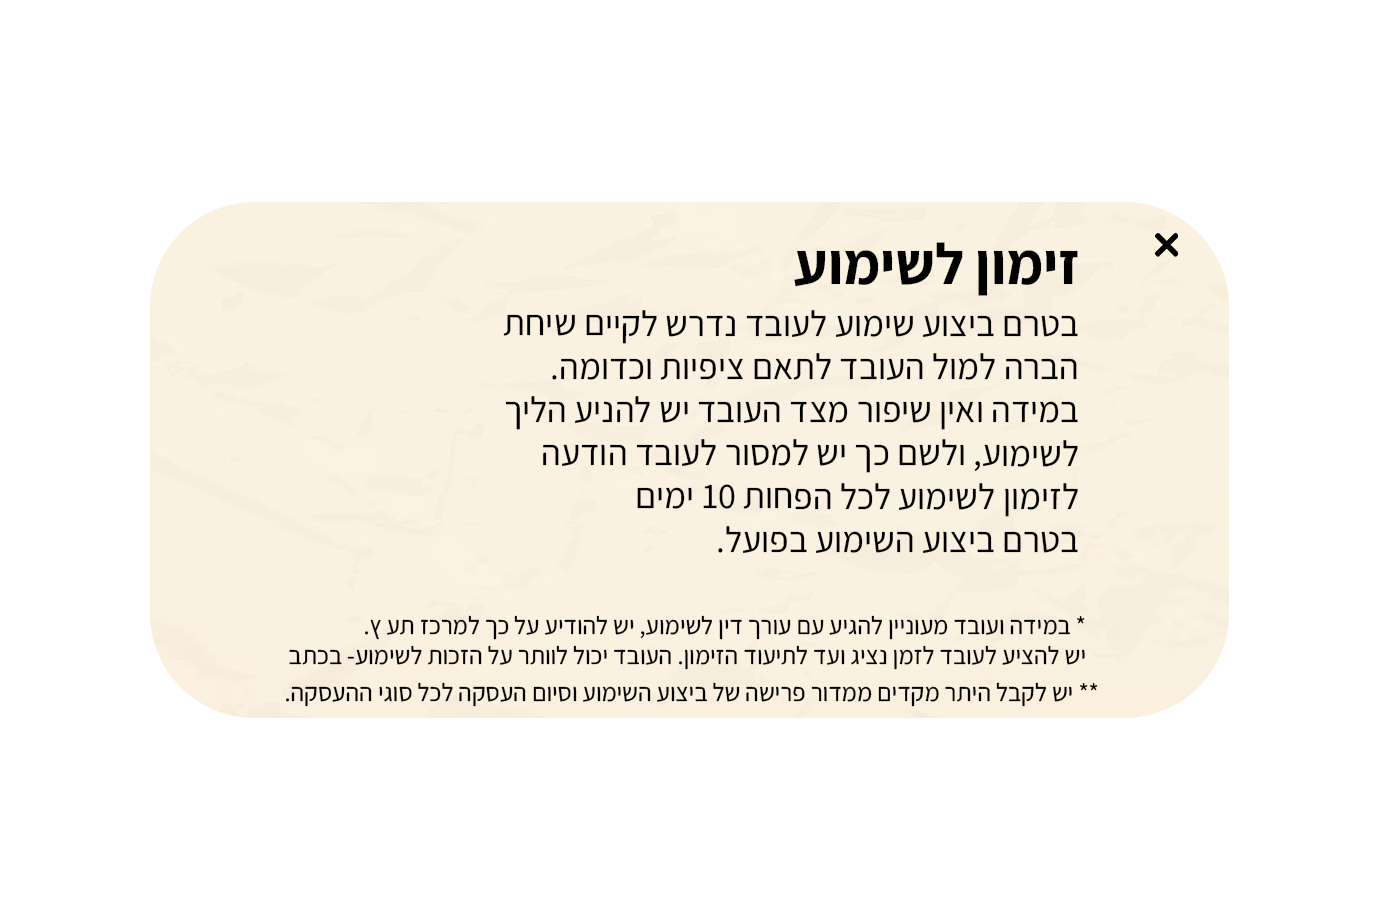 זימון לשימוע
בטרם ביצוע שימוע לעובד נדרש לקיים שיחת
הברה למול העובד לתאם ציפיות וכדומה.
במידה ואין שיפור מצד העובד יש להניע הליך
לשימוע, ולשם כך יש למסור לעובד הודעה
לזימון לשימוע לכל הפחות 10 ימים
בטרם ביצוע השימוע בפועל.
* במידה ועובד מעוניין להגיע עם עורך דין לשימוע, יש להודיע על כך למרכז תע ץ.
יש להציע לעובד לזמן נציג ועד לתיעוד הזימון. העובד יכול לוותר על הזכות לשימוע- בכתב
** יש לקבל היתר מקדים ממדור פרישה של ביצוע השימוע וסיום העסקה לכל סוגי ההעסקה.